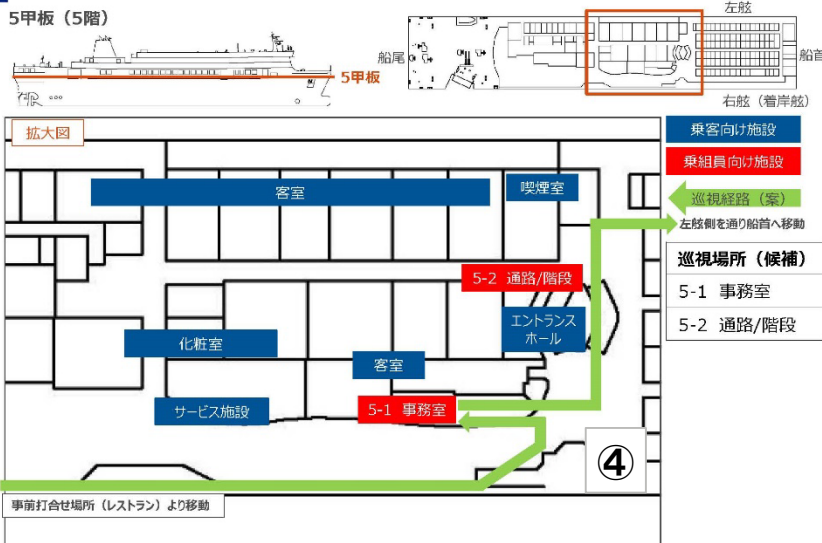 5甲板（5階）
左舷
船尾
船首
5甲板
右舷（着岸舷）
拡大図
乗客向け施設
乗組員向け施設
巡視経路（案）
左舷側を通り船首へ移動
巡視場所（候補）
5-1 事務室
5-2 通路/階段
客室
喫煙室
5-2 通路/階段
エントランス
ホール
化粧室
客室
サービス施設
5-1 事務室
④
事前打合せ場所（レストラン）より移動